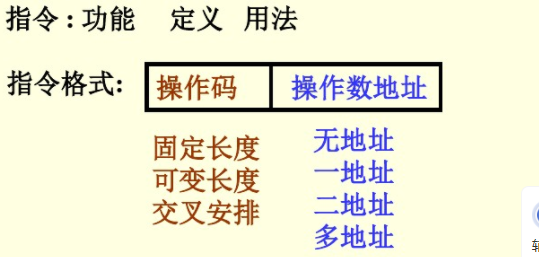 指令:功能 定义 用法
指令格式: 操作码 操作数地址
固定长度 无地址
可变长度 一地址
交叉安排 二地址
多地址